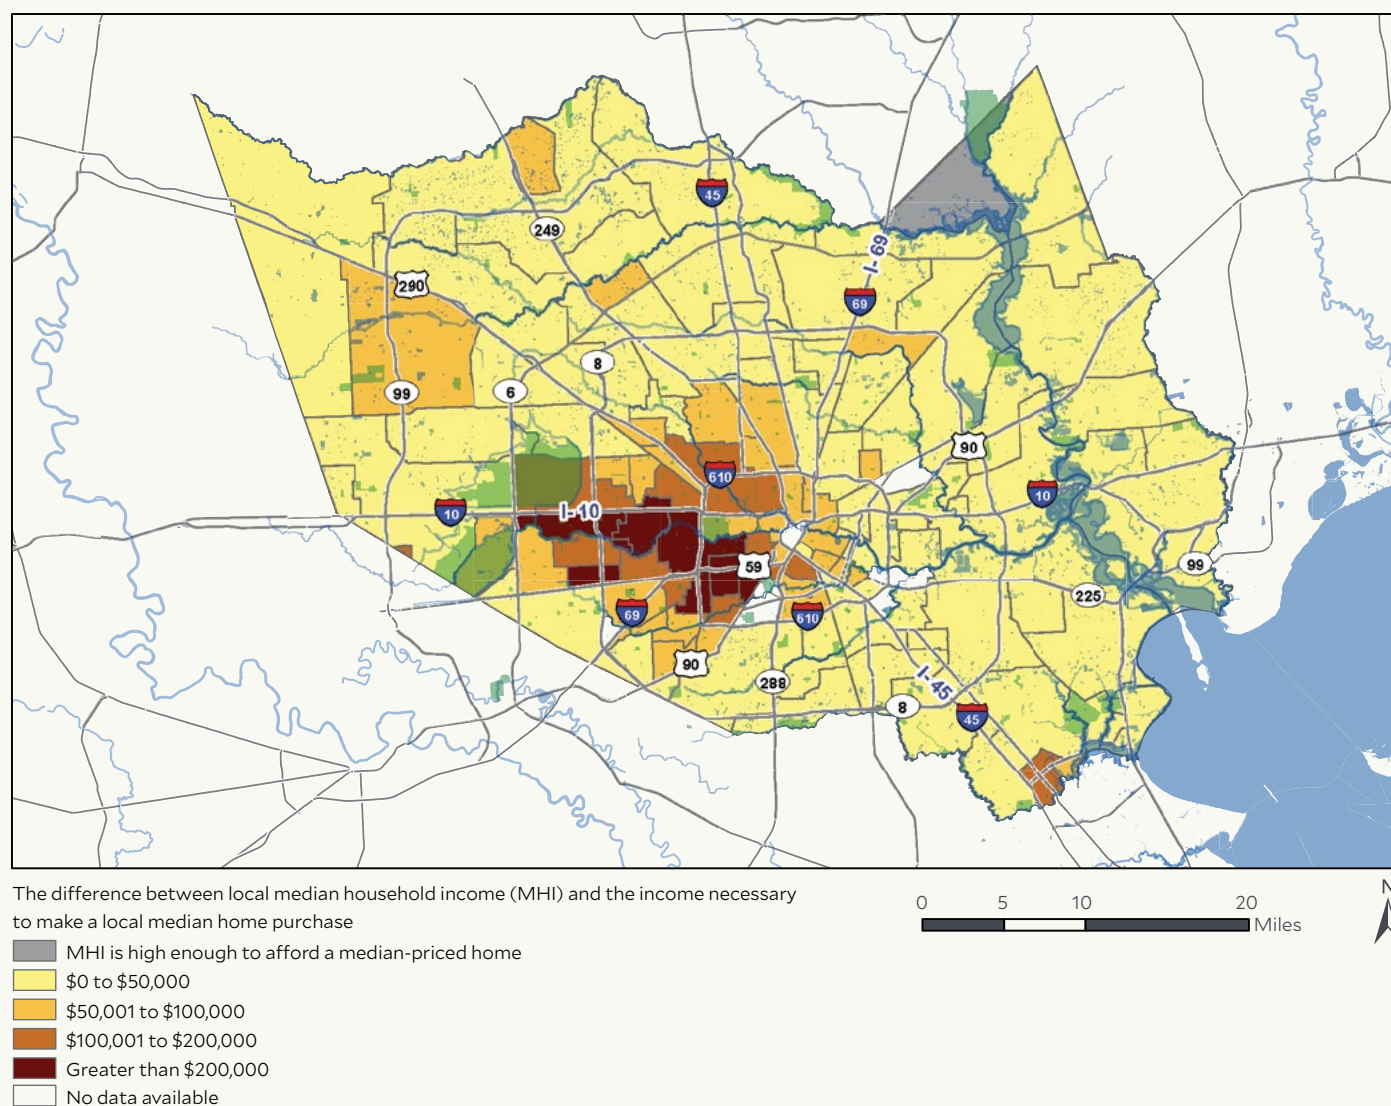 45
249
I- 69
290
69
8
99
6
90
610
10
10
I- 10
59
99
225
69
610
90
288
I- 45
8
45
The difference between local median household income (MHI) and the income necessary
to make a local median home purchase
MHI is high enough to afford a median-priced home
$0 to $50,000
$50,001 to $100,000
$100,001 to $200,000
Greater than $200,000
No data available
0 5 10 20
Miles
N